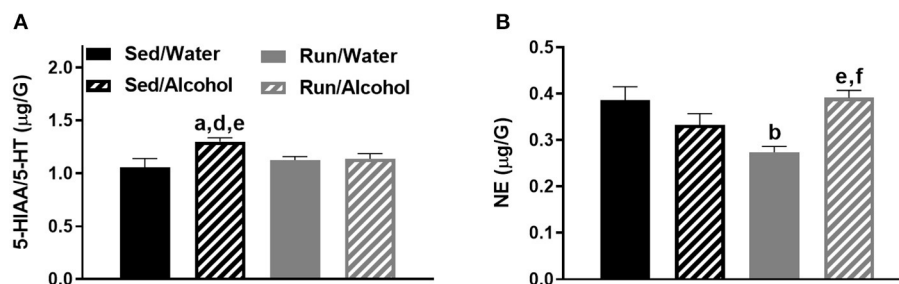 A
5-HIAA/5-HT (μg/G)
2.0
1.5
1.0
0.5
0.0
Sed/Water
Run/Water
Sed/Alcohol
Run/Alcohol
a,d,e
B
NE (μg/G)
0.5
0.4
0.3
0.2
0.1
0.0
b
e,f